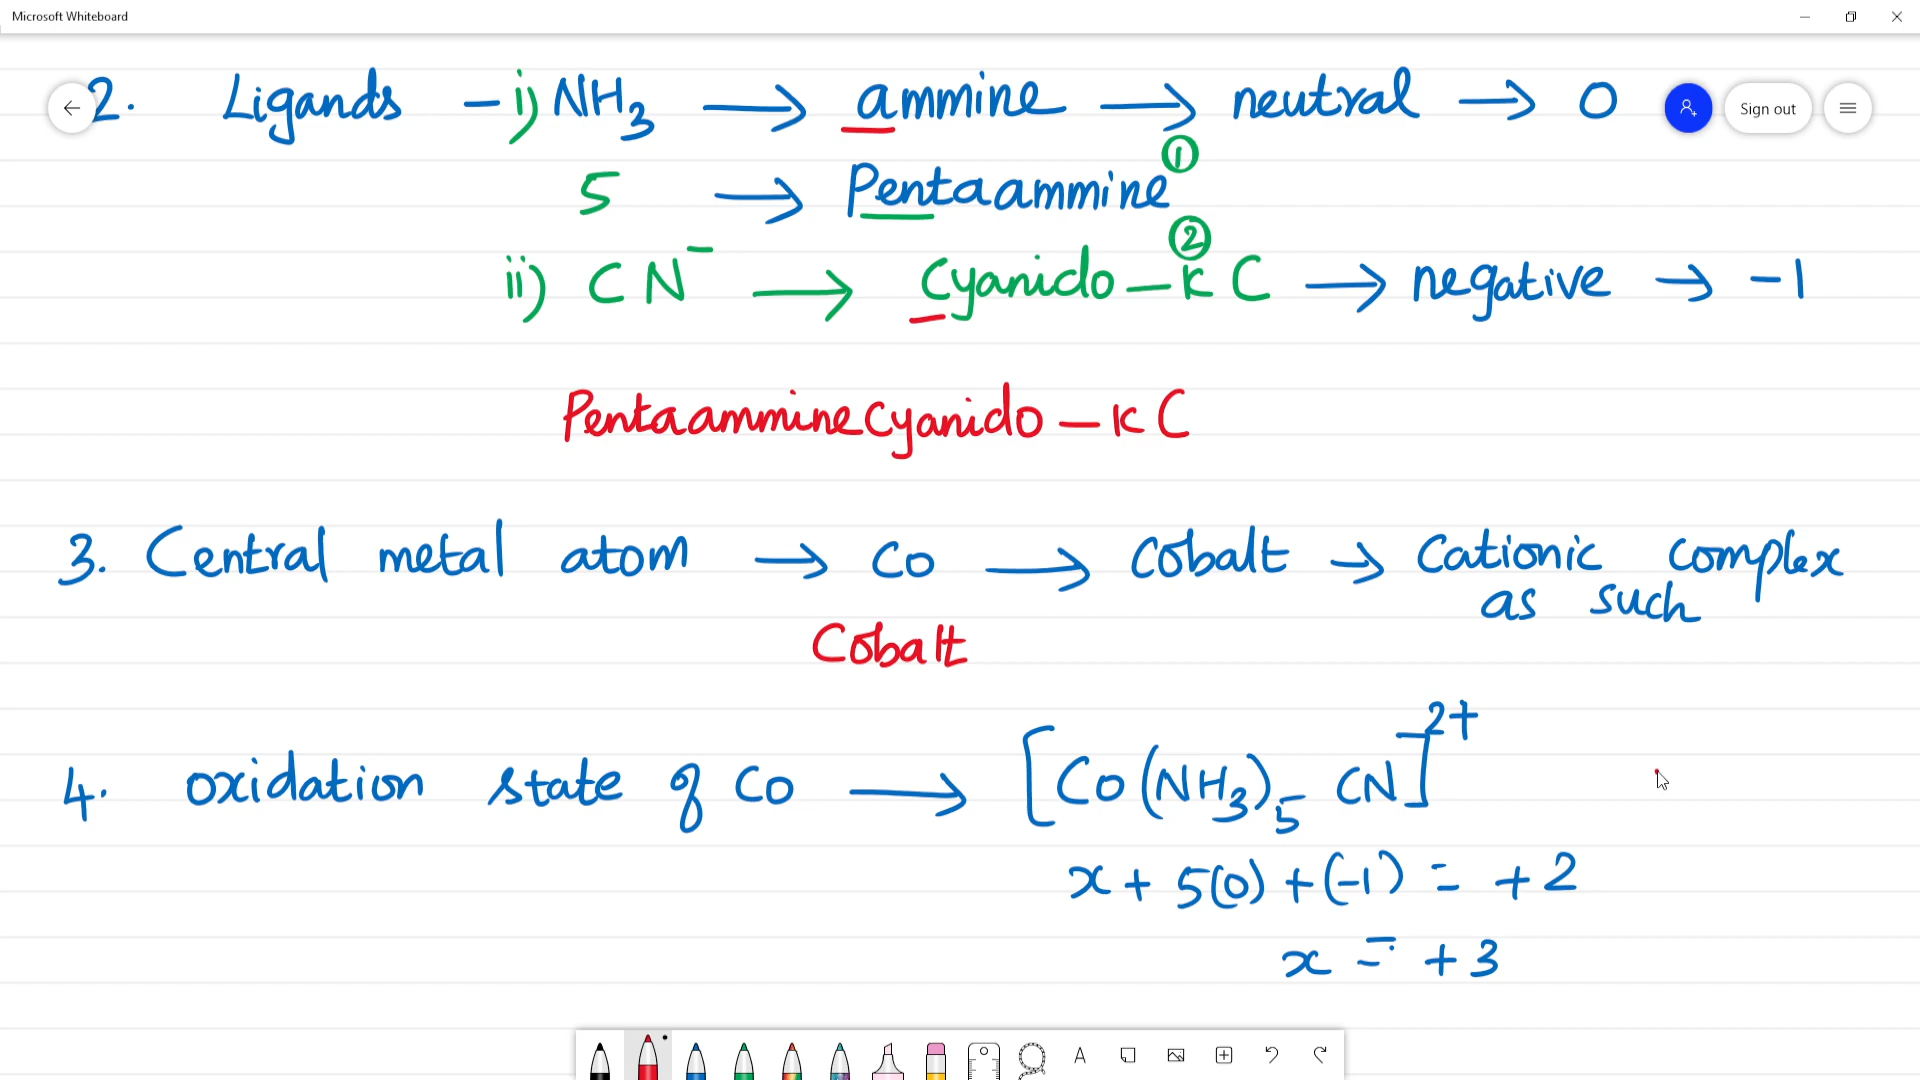 Microsoft Whiteboard
2. Ligands - i) NH3 → ammine → neutral → 0
Sign out
5 → Pentaammine ①
ii) CN⁻ → Cyanido - κC ② → negative → -1
PentaammineCyanido - κC
3. Central metal atom → Co → Cobalt → Cationic complex
as such
Cobalt
4. oxidation state of Co → [Co(NH3)5 CN]²⁺
x + 5(0) + (-1) = +2
x = +3
A